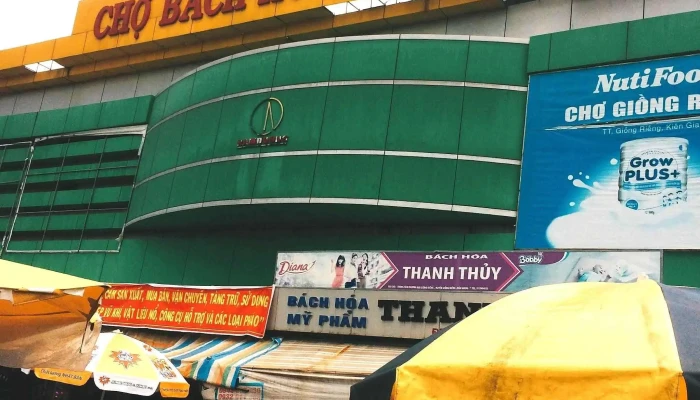 CHỢ BÁCH
NutiFoo
CHỢ GIỒNG R
TT. Giồng Riềng, Kiên Gia
Grow
PLUS+
Diana
BÁCH HÓA
THANH THỦY
Bobby
BÁCH HÓA
MỸ PHẨM
THAN
CẤM SẢN XUẤT, MUA BÁN, VẬN CHUYỂN, TÀNG TRỮ, SỬ DỤNG
VŨ KHÍ, VẬT LIỆU NỔ, CÔNG CỤ HỖ TRỢ VÀ CÁC LOẠI PHÁO"